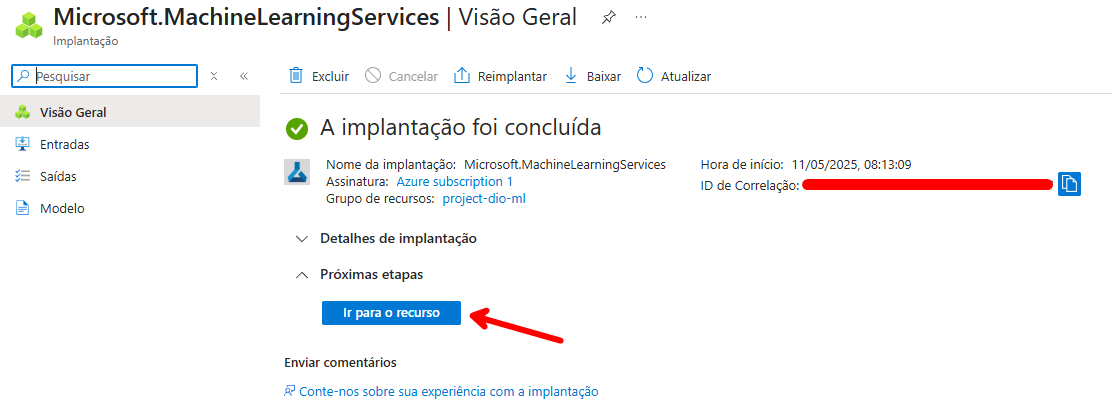 Microsoft.MachineLearningServices | Visão Geral
Implantação
Pesquisar
Visão Geral
Entradas
Saídas
Modelo
Excluir Cancelar Reimplantar Baixar Atualizar
A implantação foi concluída
Nome da implantação: Microsoft.MachineLearningServices
Assinatura: Azure subscription 1
Grupo de recursos: project-dio-ml
Hora de início: 11/05/2025, 08:13:09
ID de Correlação:
Detalhes de implantação
Próximas etapas
Ir para o recurso
Enviar comentários
Conte-nos sobre sua experiência com a implantação